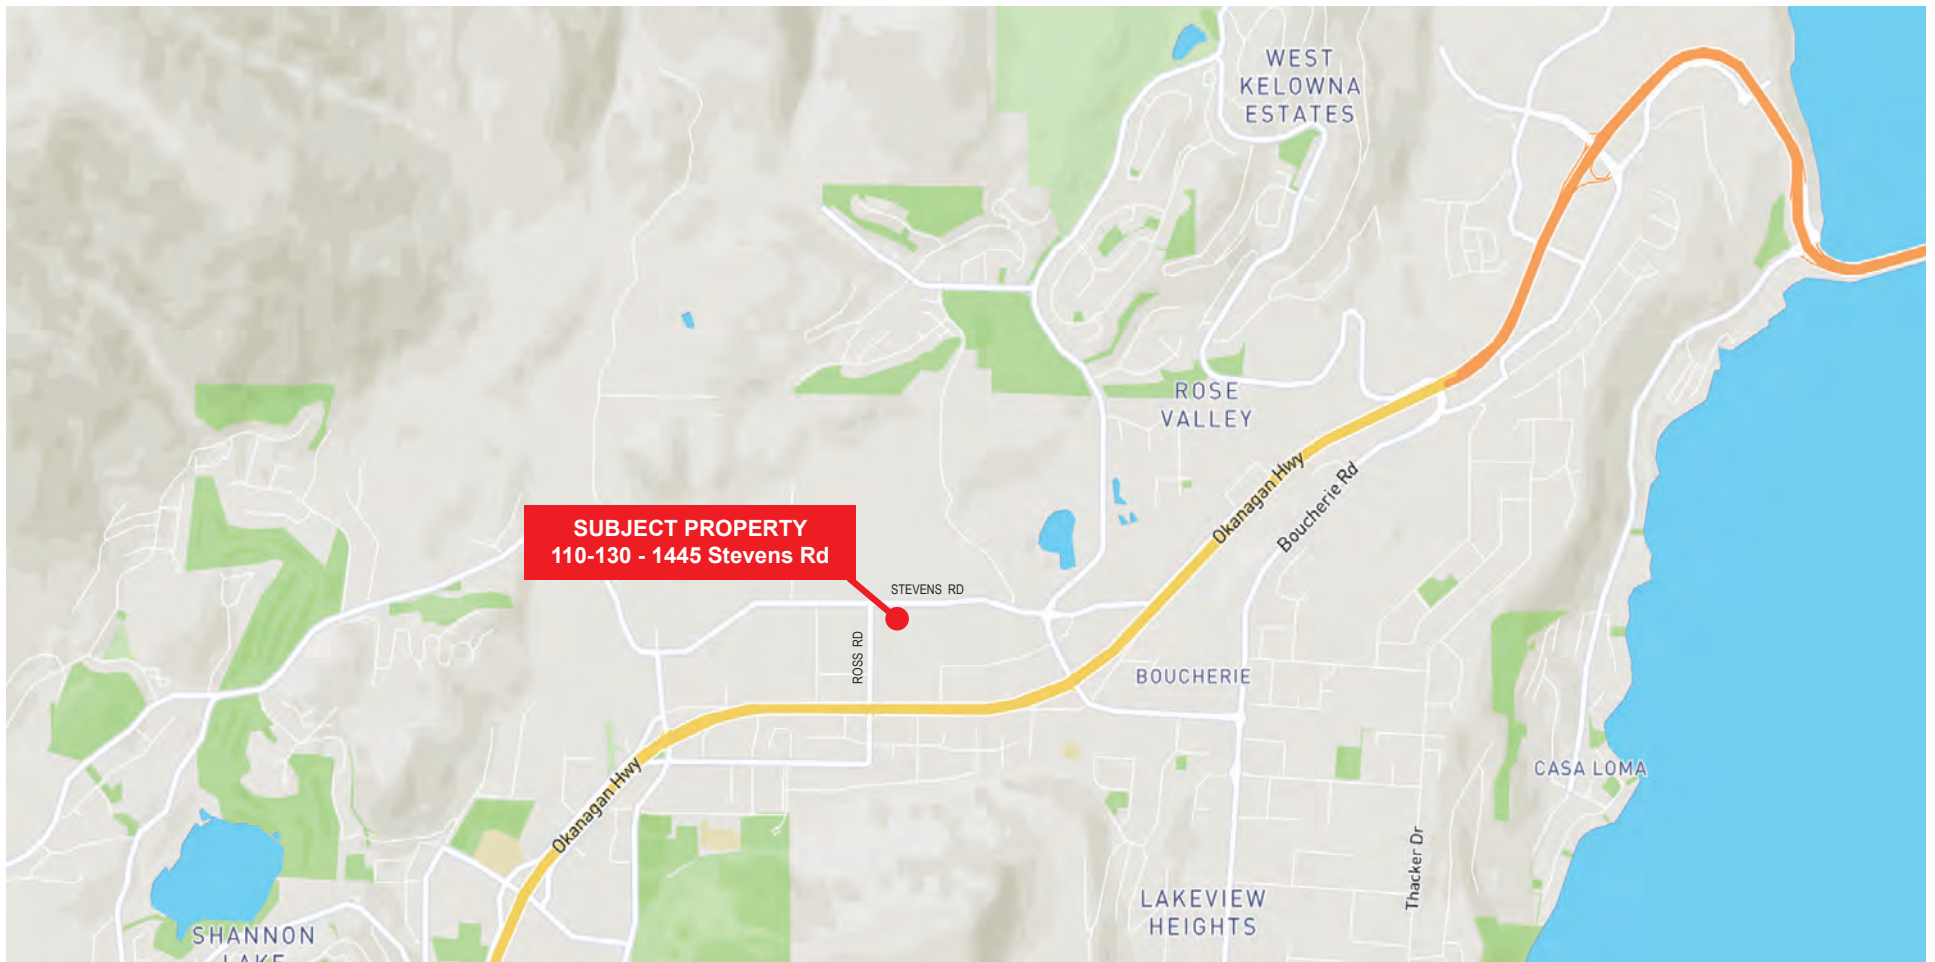 WEST
KELOWNA
ESTATES
ROSE
VALLEY
Okanagan Hwy
Boucherie Rd
SUBJECT PROPERTY
110-130 - 1445 Stevens Rd
STEVENS RD
ROSS RD
BOUCHERIE
CASA LOMA
Okanagan Hwy
Thacker Dr
LAKEVIEW
HEIGHTS
SHANNON
LAKE